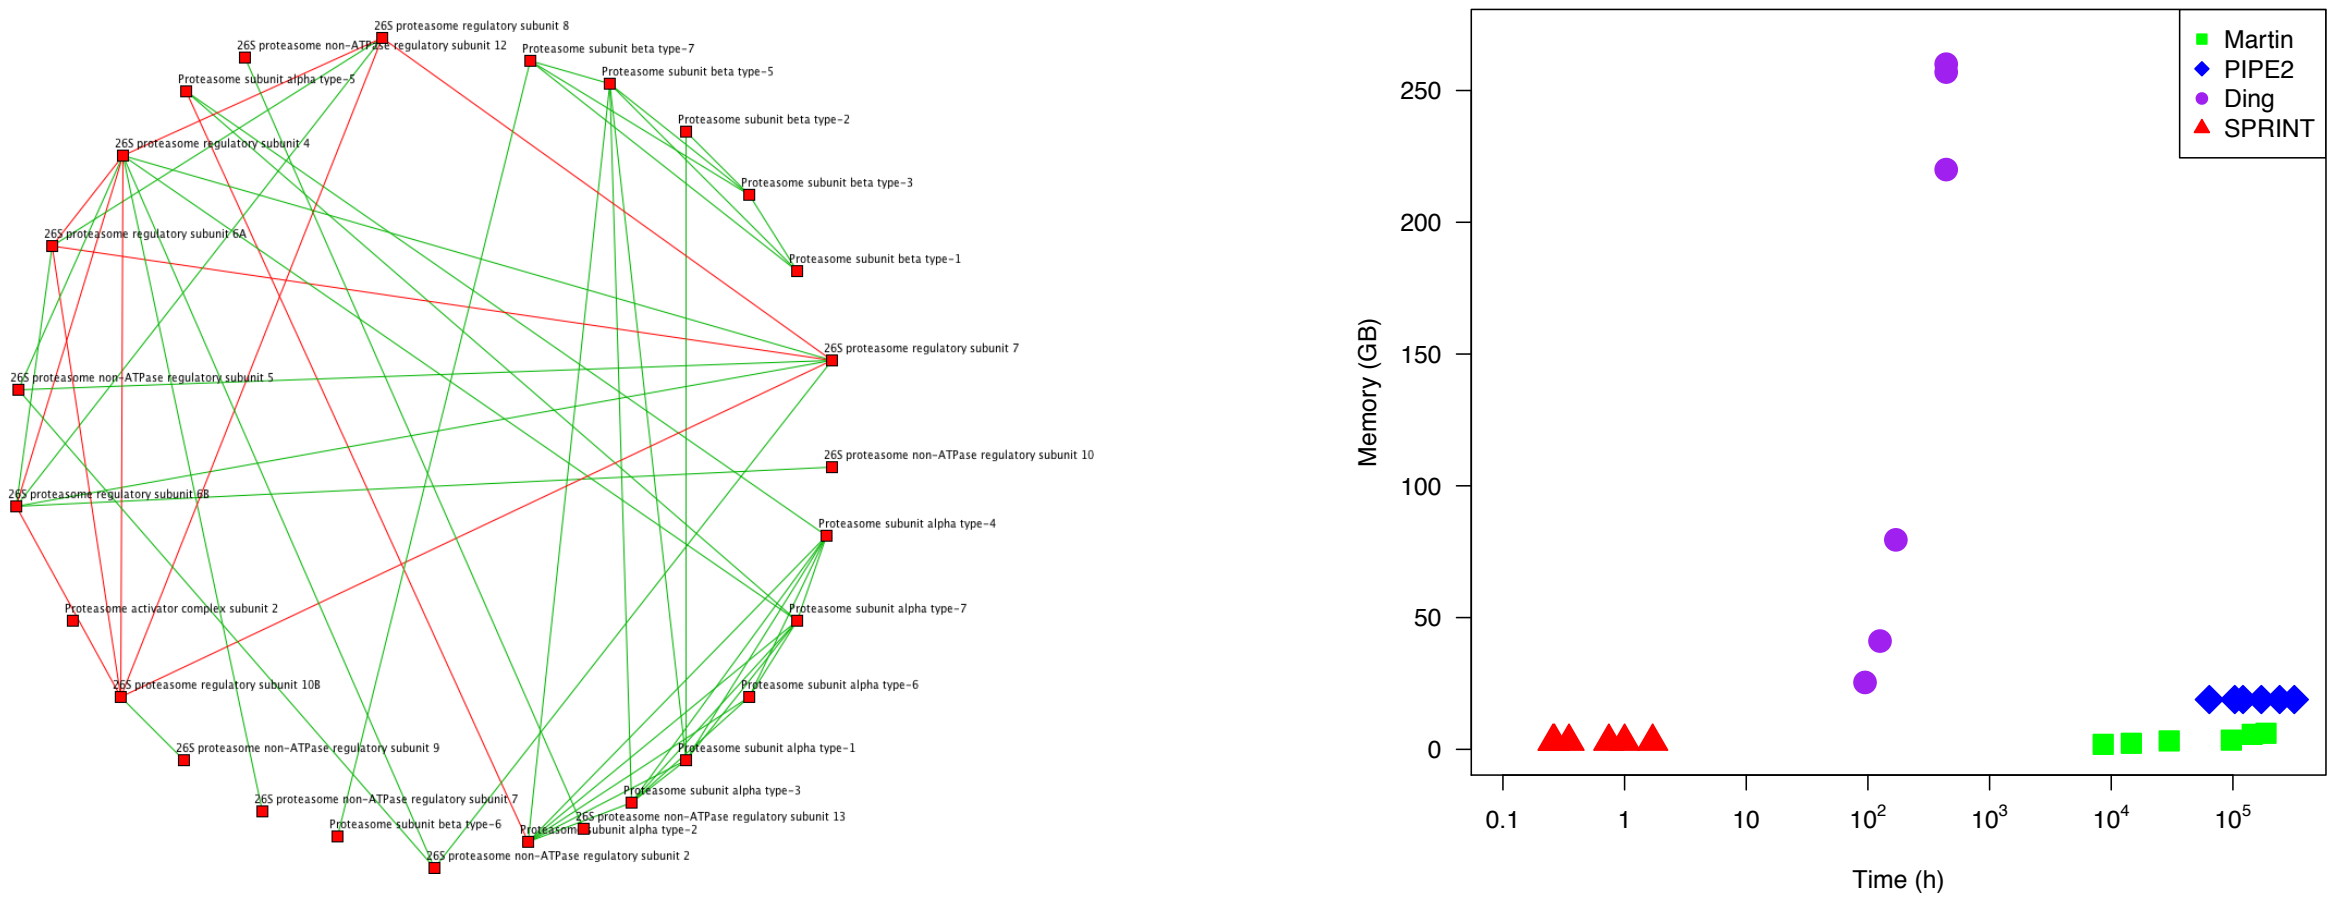 26S proteasome regulatory subunit 8
26S proteasome non-ATPase regulatory subunit 12
Proteasome subunit beta type-7
Proteasome subunit beta type-5
Proteasome subunit alpha type-5
Proteasome subunit beta type-2
26S proteasome regulatory subunit 4
Proteasome subunit beta type-3
26S proteasome regulatory subunit 6A
Proteasome subunit beta type-1
26S proteasome regulatory subunit 7
26S proteasome non-ATPase regulatory subunit 5
26S proteasome non-ATPase regulatory subunit 10
26S proteasome regulatory subunit 6B
Proteasome subunit alpha type-4
Proteasome activator complex subunit 2
Proteasome subunit alpha type-7
26S proteasome regulatory subunit 10B
Proteasome subunit alpha type-6
26S proteasome non-ATPase regulatory subunit 9
Proteasome subunit alpha type-1
Proteasome subunit alpha type-3
26S proteasome non-ATPase regulatory subunit 7
26S proteasome non-ATPase regulatory subunit 13
Proteasome subunit beta type-6
Proteasome subunit alpha type-2
26S proteasome non-ATPase regulatory subunit 2
Martin
PIPE2
Ding
SPRINT
Memory (GB)
250
200
150
100
50
0
0.1 1 10 10² 10³ 10⁴ 10⁵
Time (h)